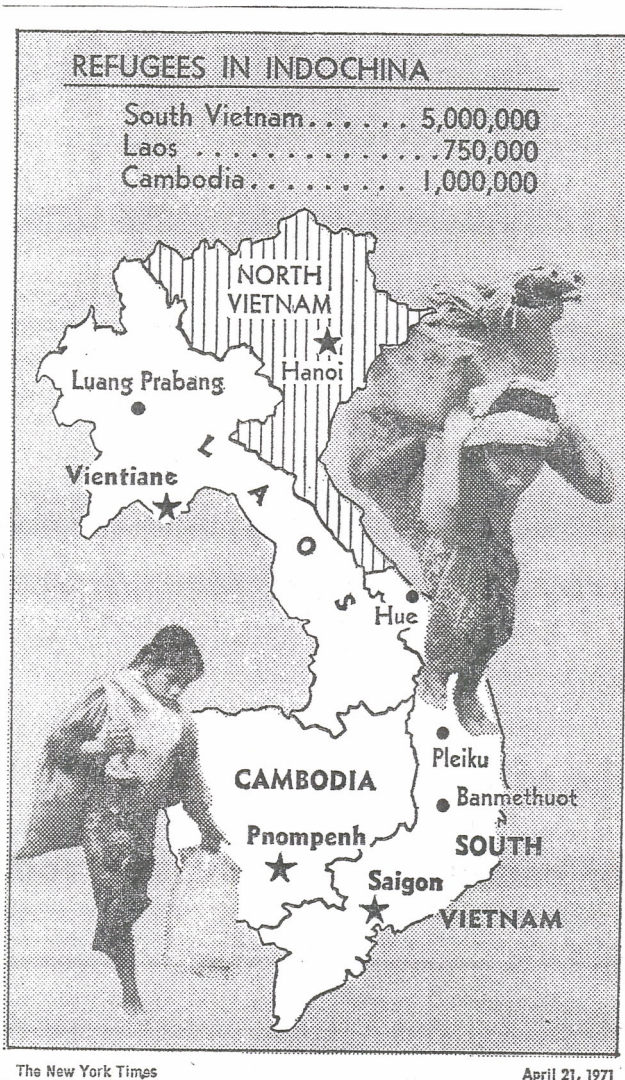 REFUGEES IN INDOCHINA
South Vietnam...... 5,000,000
Laos ...............750,000
Cambodia......... 1,000,000
NORTH
VIETNAM
Hanoi
Luang Prabang
Vientiane
LAOS
Hue
Pleiku
CAMBODIA
Banmethuot
Pnompenh
SOUTH
Saigon
VIETNAM
The New York Times
April 21, 1971